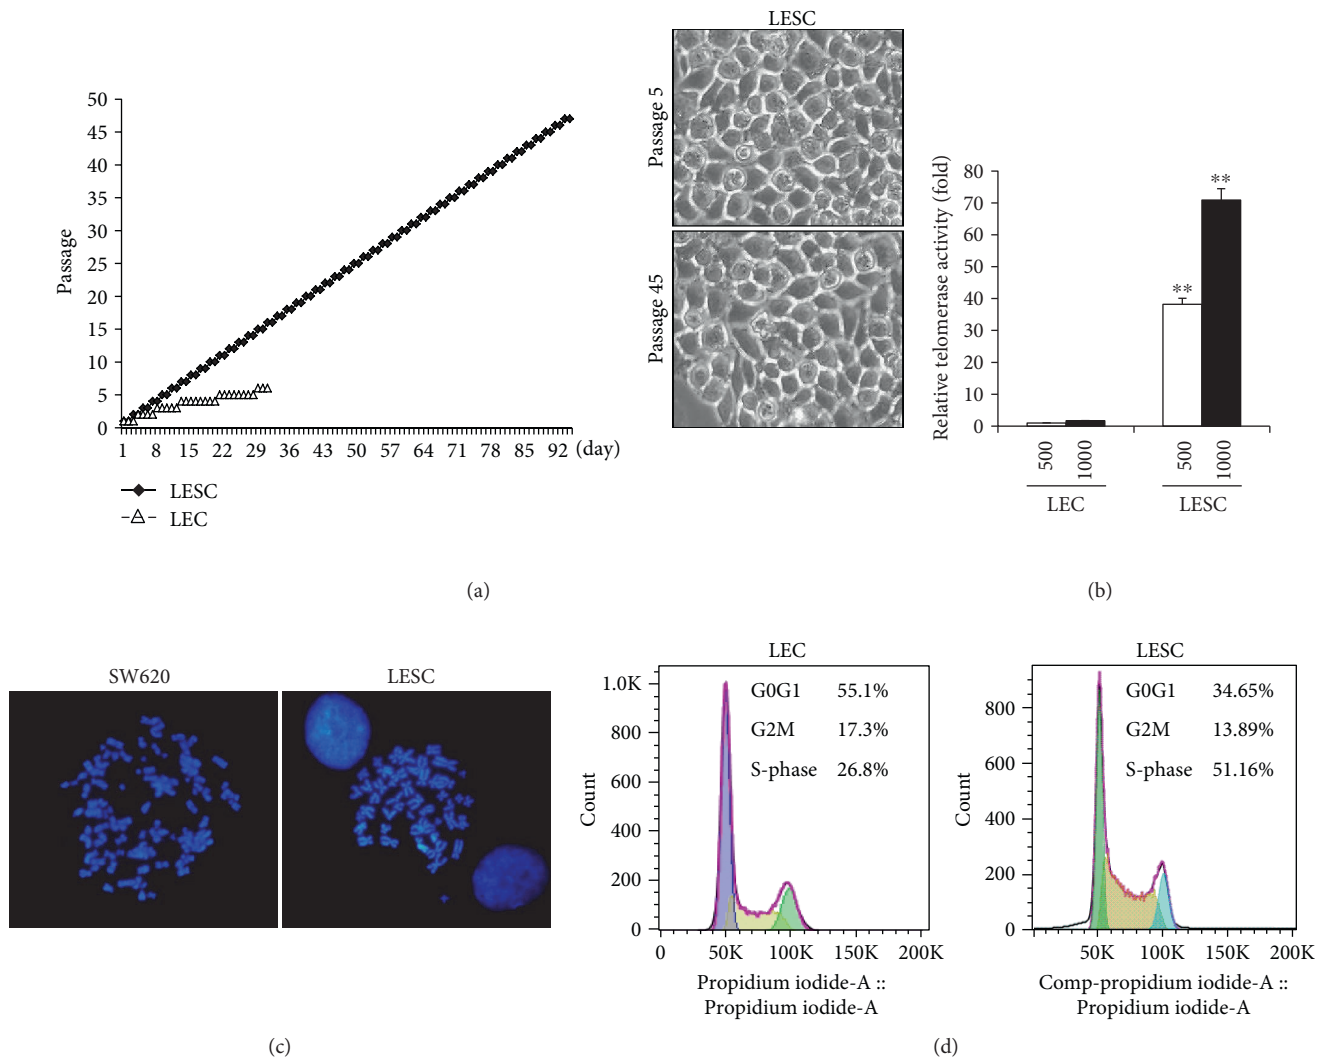 Passage
50
45
40
35
30
25
20
15
10
5
0
1 8 15 22 29 36 43 50 57 64 71 78 85 92 (day)
LESC
LEC
LESC
Passage 5
Passage 45
(a)
Relative telomerase activity (fold)
80
70
60
50
40
30
20
10
0
**
**
500 1000 500 1000
LEC LESC
(b)
SW620 LESC
(c)
LEC
Count
1.0K
800
600
400
200
0
G0G1 55.1%
G2M 17.3%
S-phase 26.8%
0 50K 100K 150K 200K
Propidium iodide-A ::
Propidium iodide-A
LESC
Count
800
600
400
200
0
G0G1 34.65%
G2M 13.89%
S-phase 51.16%
50K 100K 150K 200K
Comp-propidium iodide-A ::
Propidium iodide-A
(d)